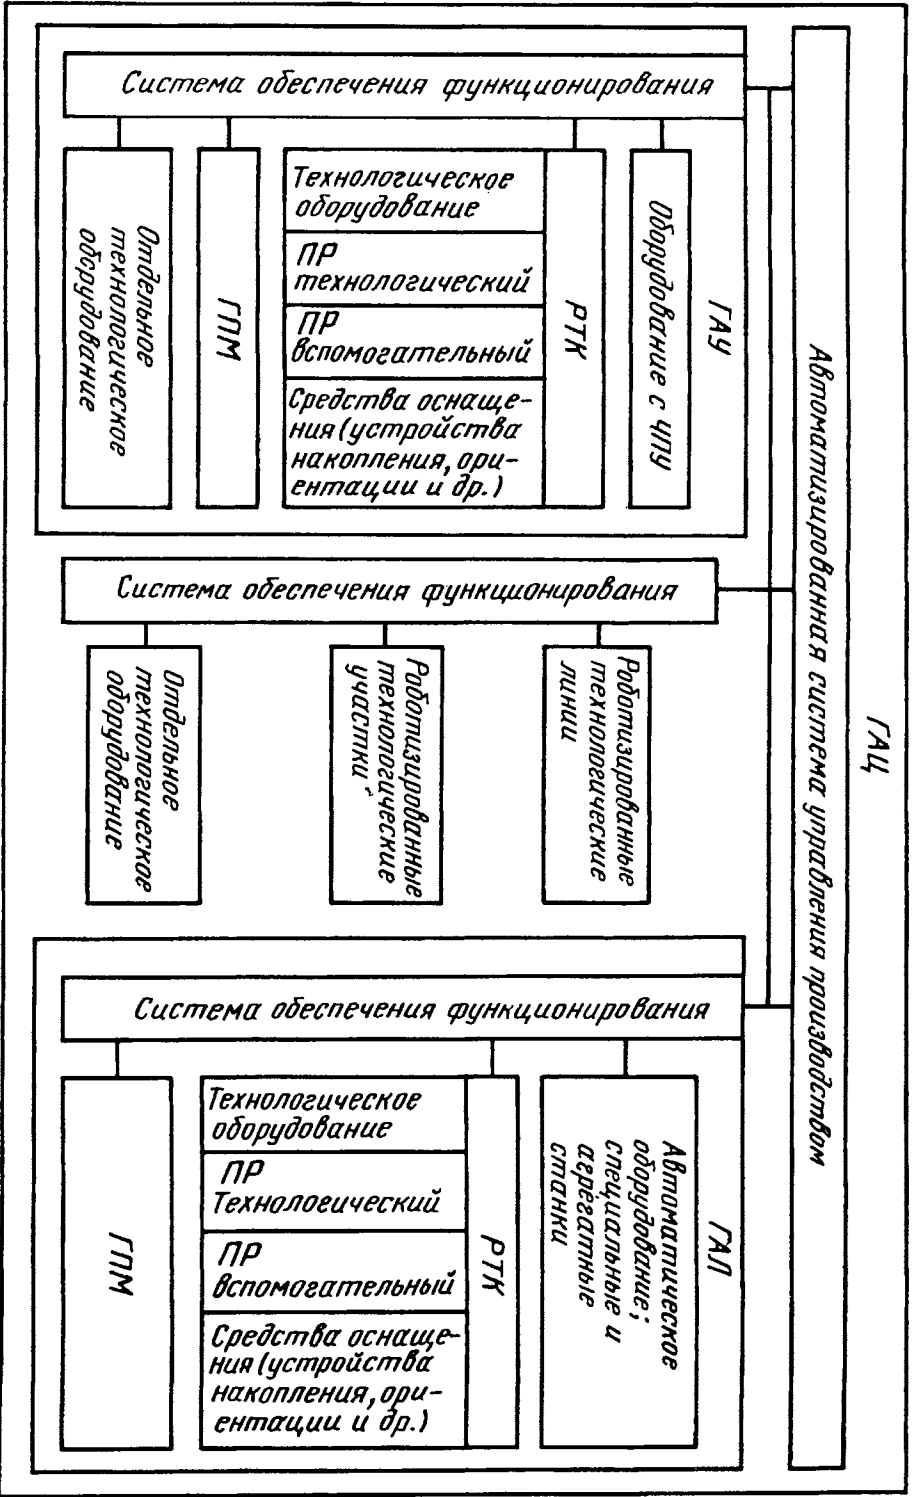 ГАЦ
Автоматизированная система управления производством
ГАУ
Система обеспечения функционирования
Оборудование с ЧПУ
РТК
Технологическое
оборудование
ПР
технологический
ПР
вспомогательный
Средства оснаще-
ния (устройства
накопления, ори-
ентации и др.)
ГПМ
Отдельное
технологическое
оборудование
Система обеспечения функционирования
Роботизированные
технологические
линии
Роботизированные
технологические
участки
Отдельное
технологическое
оборудование
ГАЛ
Система обеспечения функционирования
Автоматическое
оборудование;
специальные и
агрегатные
станки
РТК
Технологическое
оборудование
ПР
Технологический
ПР
вспомогательный
Средства оснаще-
ния (устройства
накопления, ори-
ентации и др.)
ГПМ